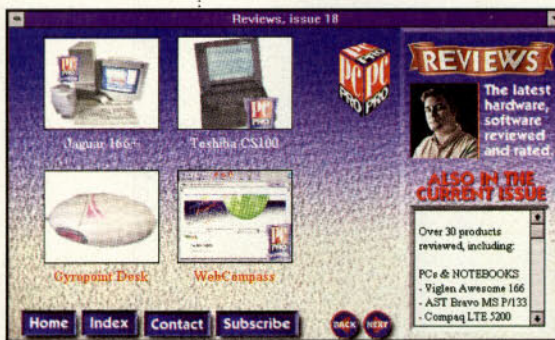 Reviews, issue 18
Jaguar 166+
Toshiba CS100
Gyropoint Desk
WebCompass
PC PRO
REVIEWS
The latest
hardware,
software
reviewed
and rated.
ALSO IN THE
CURRENT ISSUE
Over 30 products
reviewed, including:
PCs & NOTEBOOKS
- Viglen Awesome 166
- AST Bravo MS P/133
- Compaq LTE 5200
Home
Index
Contact
Subscribe
BACK
NEXT